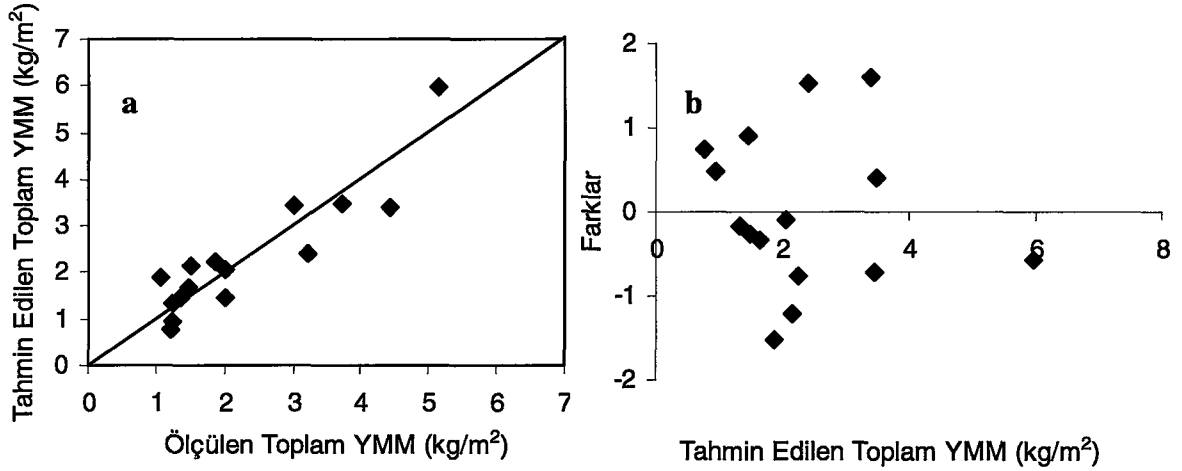 Tahmin Edilen Toplam YMM (kg/m²)
7
6
5
4
3
2
1
0
a
0 1 2 3 4 5 6 7
Ölçülen Toplam YMM (kg/m²)
Farklar
2
1
0
-1
-2
b
0 2 4 6 8
Tahmin Edilen Toplam YMM (kg/m²)